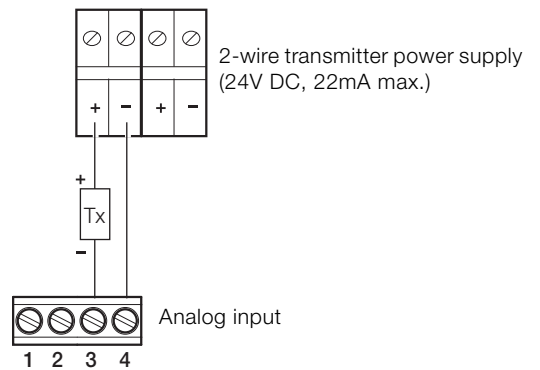 2-wire transmitter power supply
(24V DC, 22mA max.)
+ − + −
+
Tx
−
Analog input
1 2 3 4